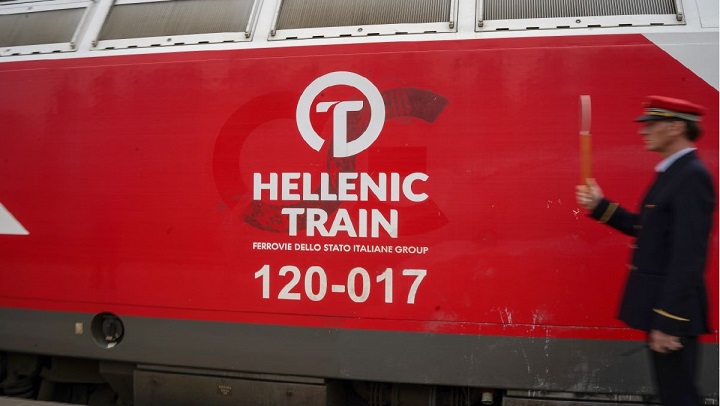 HELLENIC
TRAIN
FERROVIE DELLO STATO ITALIANE GROUP
120-017